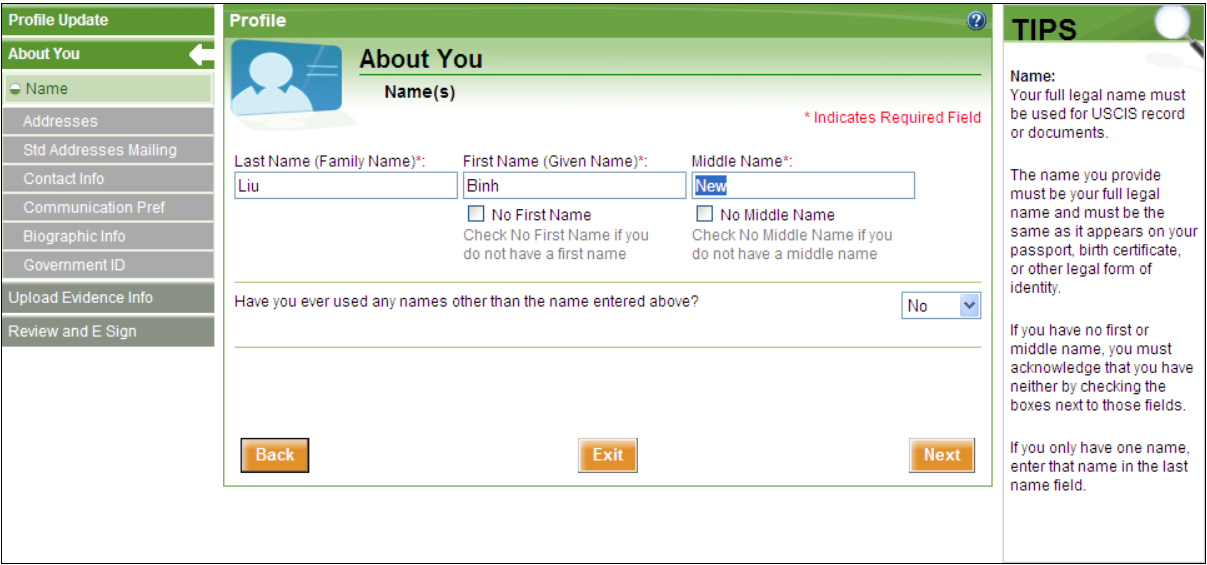 Profile Update
About You
Name
Addresses
Std Addresses Mailing
Contact Info
Communication Pref
Biographic Info
Government ID
Upload Evidence Info
Review and E Sign
Profile
?
About You
Name(s)
* Indicates Required Field
Last Name (Family Name)*: First Name (Given Name)*: Middle Name*:
Liu Binh New
No First Name No Middle Name
Check No First Name if you Check No Middle Name if you
do not have a first name do not have a middle name
Have you ever used any names other than the name entered above? No
Back Exit Next
TIPS
Name:
Your full legal name must
be used for USCIS record
or documents.
The name you provide
must be your full legal
name and must be the
same as it appears on your
passport, birth certificate,
or other legal form of
identity.
If you have no first or
middle name, you must
acknowledge that you have
neither by checking the
boxes next to those fields.
If you only have one name,
enter that name in the last
name field.